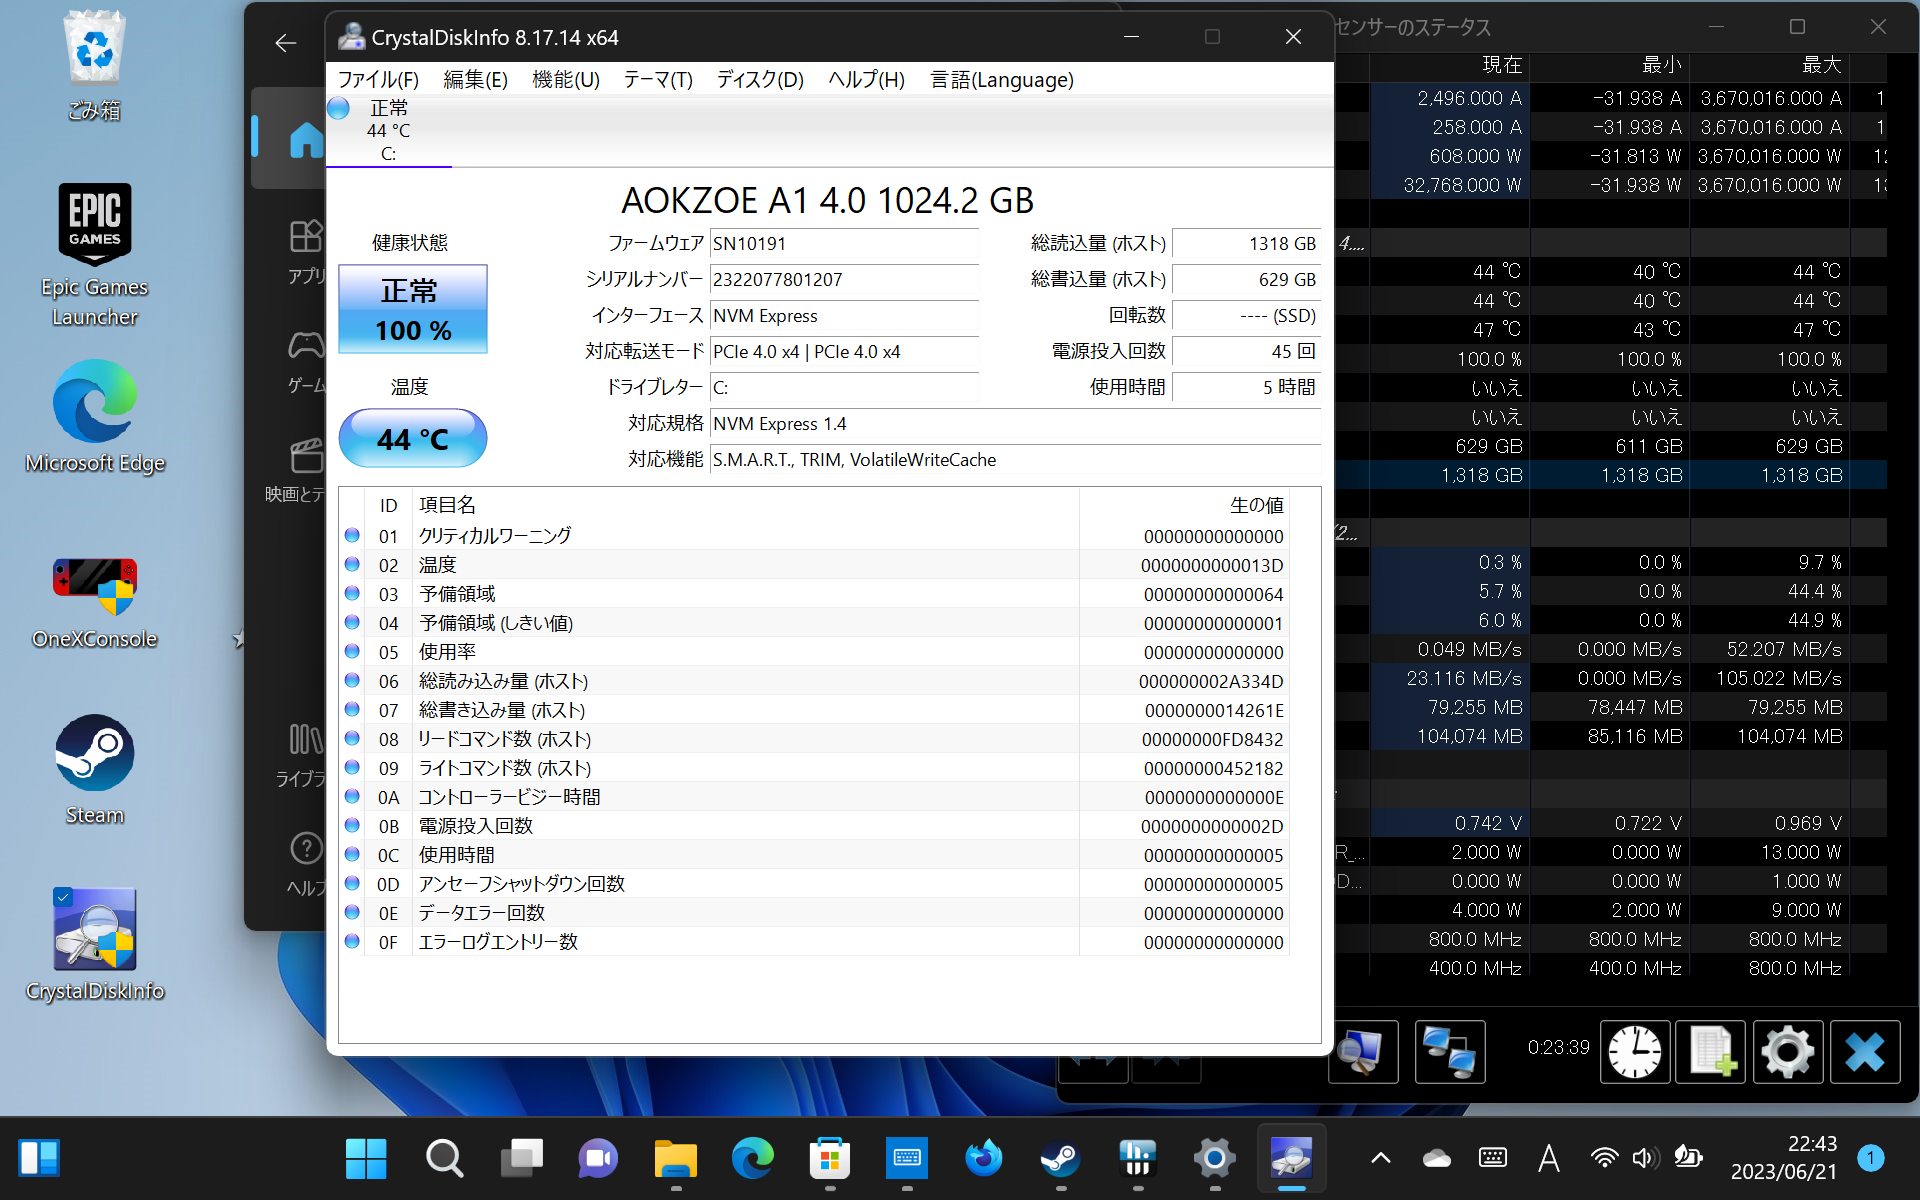 ごみ箱
EPIC
GAMES
Epic Games
Launcher
Microsoft Edge
OneXConsole
Steam
CrystalDiskInfo
アプリ
ゲーム
映画とテ
ライブラ
ヘルプ
CrystalDiskInfo 8.17.14 x64
ファイル(F) 編集(E) 機能(U) テーマ(T) ディスク(D) ヘルプ(H) 言語(Language)
正常
44 °C
C:
AOKZOE A1 4.0 1024.2 GB
健康状態
正常
100 %
温度
44 °C
ファームウェア SN10191
シリアルナンバー 2322077801207
インターフェース NVM Express
対応転送モード PCIe 4.0 x4 | PCIe 4.0 x4
ドライブレター C:
対応規格 NVM Express 1.4
対応機能 S.M.A.R.T., TRIM, VolatileWriteCache
総読込量 (ホスト) 1318 GB
総書込量 (ホスト) 629 GB
回転数 ---- (SSD)
電源投入回数 45 回
使用時間 5 時間
ID 項目名 生の値
01 クリティカルワーニング 00000000000000
02 温度 0000000000013D
03 予備領域 00000000000064
04 予備領域 (しきい値) 00000000000001
05 使用率 00000000000000
06 総読み込み量 (ホスト) 000000002A334D
07 総書き込み量 (ホスト) 0000000014261E
08 リードコマンド数 (ホスト) 00000000FD8432
09 ライトコマンド数 (ホスト) 00000000452182
0A コントローラービジー時間 0000000000000E
0B 電源投入回数 0000000000002D
0C 使用時間 00000000000005
0D アンセーフシャットダウン回数 00000000000005
0E データエラー回数 00000000000000
0F エラーログエントリー数 00000000000000
センサーのステータス
現在 最小 最大
2,496.000 A -31.938 A 3,670,016.000 A 1
258.000 A -31.938 A 3,670,016.000 A 1
608.000 W -31.813 W 3,670,016.000 W 1
32,768.000 W -31.938 W 3,670,016.000 W 1
4....
44 ℃ 40 ℃ 44 ℃
44 ℃ 40 ℃ 44 ℃
47 ℃ 43 ℃ 47 ℃
100.0 % 100.0 % 100.0 %
いいえ いいえ いいえ
いいえ いいえ いいえ
629 GB 611 GB 629 GB
1,318 GB 1,318 GB 1,318 GB
/2...
0.3 % 0.0 % 9.7 %
5.7 % 0.0 % 44.4 %
6.0 % 0.0 % 44.9 %
0.049 MB/s 0.000 MB/s 52.207 MB/s
23.116 MB/s 0.000 MB/s 105.022 MB/s
79,255 MB 78,447 MB 79,255 MB
104,074 MB 85,116 MB 104,074 MB
0.742 V 0.722 V 0.969 V
R_... 2.000 W 0.000 W 13.000 W
D... 0.000 W 0.000 W 1.000 W
4.000 W 2.000 W 9.000 W
800.0 MHz 800.0 MHz 800.0 MHz
400.0 MHz 400.0 MHz 800.0 MHz
0:23:39
A
22:43
2023/06/21
1